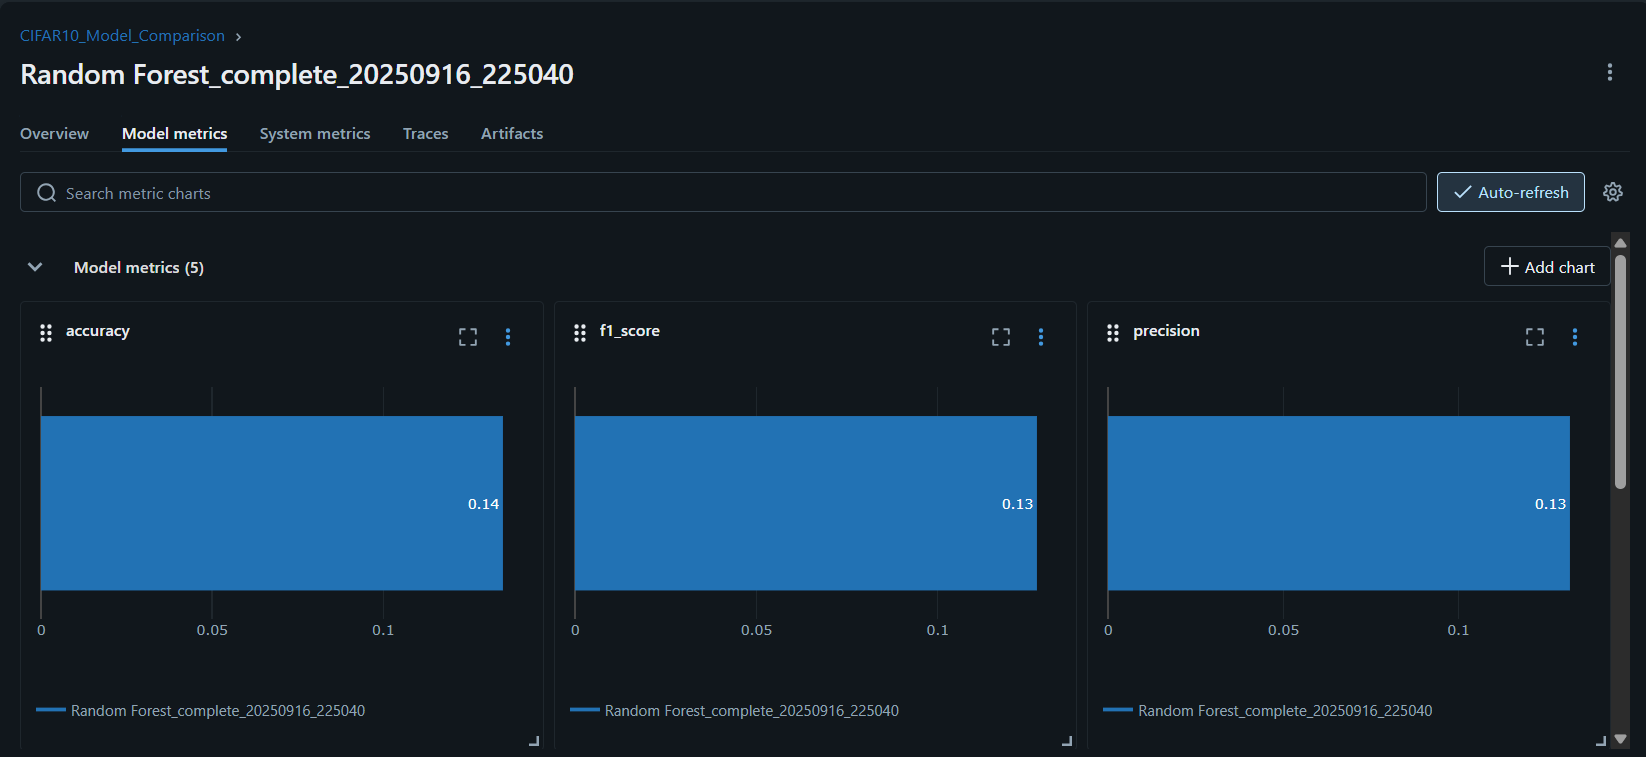 CIFAR10_Model_Comparison
Random Forest_complete_20250916_225040
Overview Model metrics System metrics Traces Artifacts
Search metric charts
Auto-refresh
Model metrics (5)
Add chart
accuracy
0.14
0 0.05 0.1
Random Forest_complete_20250916_225040
f1_score
0.13
0 0.05 0.1
Random Forest_complete_20250916_225040
precision
0.13
0 0.05 0.1
Random Forest_complete_20250916_225040